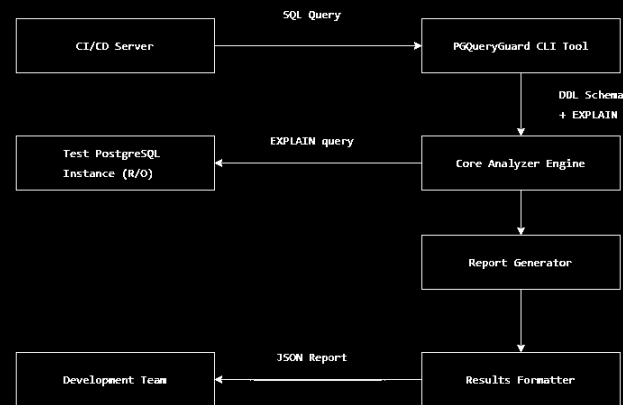 SQL Query
CI/CD Server
PGQueryGuard CLI Tool
DDL Schema
+ EXPLAIN
EXPLAIN query
Test PostgreSQL
Instance (R/O)
Core Analyzer Engine
Report Generator
JSON Report
Development Team
Results Formatter